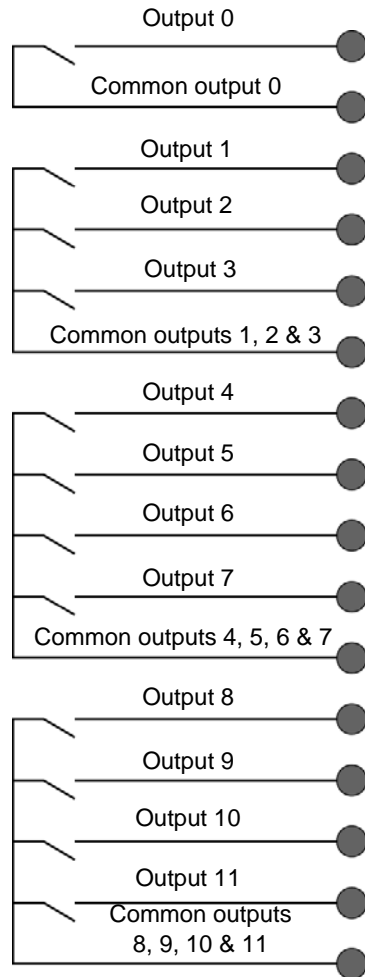 Output 0
Common output 0
Output 1
Output 2
Output 3
Common outputs 1, 2 & 3
Output 4
Output 5
Output 6
Output 7
Common outputs 4, 5, 6 & 7
Output 8
Output 9
Output 10
Output 11
Common outputs
8, 9, 10 & 11